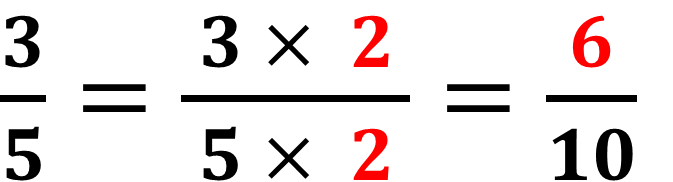 3/5 = (3 × 2)/(5 × 2) = 6/10